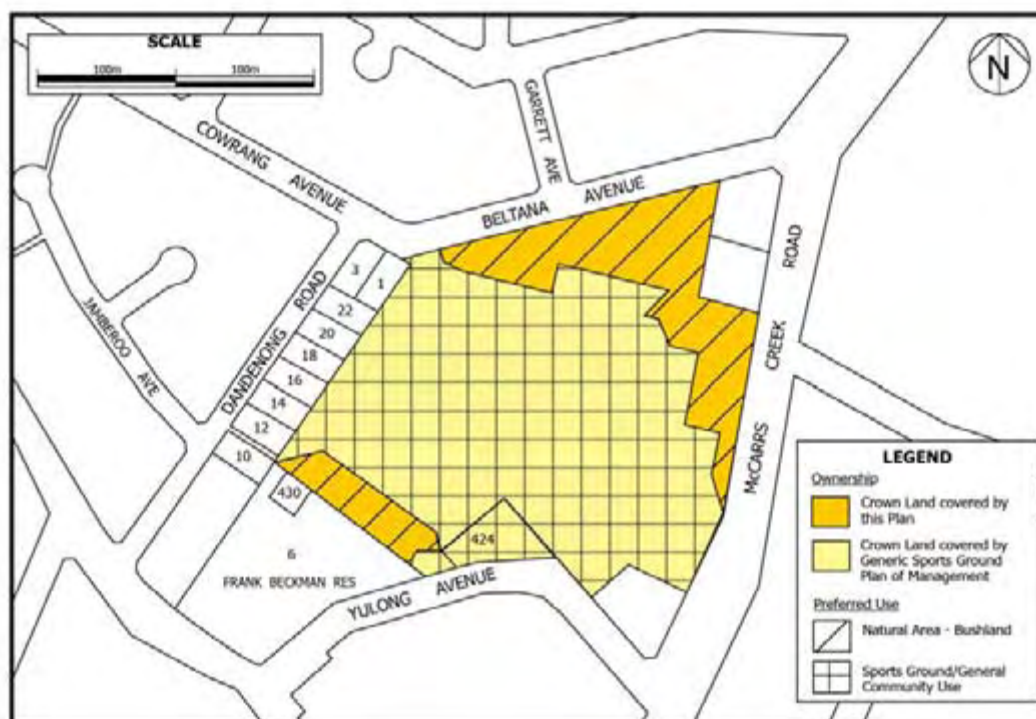 SCALE
100m 100m
N
COWRANG AVENUE
GARRETT AVE
BELTANA AVENUE
JAMBEROO AVE
DANDENONG ROAD
McCARRS CREEK ROAD
3
1
22
20
18
16
14
12
10
430
424
6
FRANK BECKMAN RES
YULONG AVENUE
LEGEND
Ownership
Crown Land covered by
this Plan
Crown Land covered by
Generic Sports Ground
Plan of Management
Preferred Use
Natural Area - Bushland
Sports Ground/General
Community Use